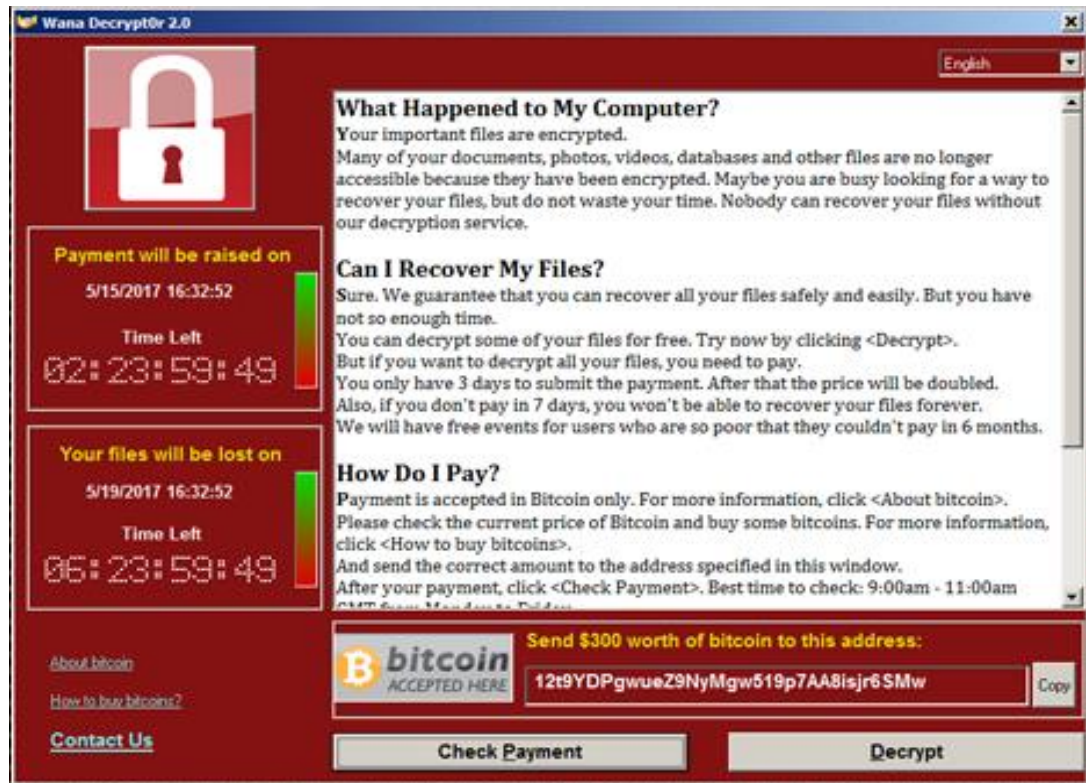 Wana Decrypt0r 2.0
English
What Happened to My Computer?
Your important files are encrypted.
Many of your documents, photos, videos, databases and other files are no longer
accessible because they have been encrypted. Maybe you are busy looking for a way to
recover your files, but do not waste your time. Nobody can recover your files without
our decryption service.
Can I Recover My Files?
Sure. We guarantee that you can recover all your files safely and easily. But you have
not so enough time.
You can decrypt some of your files for free. Try now by clicking <Decrypt>.
But if you want to decrypt all your files, you need to pay.
You only have 3 days to submit the payment. After that the price will be doubled.
Also, if you don't pay in 7 days, you won't be able to recover your files forever.
We will have free events for users who are so poor that they couldn't pay in 6 months.
How Do I Pay?
Payment is accepted in Bitcoin only. For more information, click <About bitcoin>.
Please check the current price of Bitcoin and buy some bitcoins. For more information,
click <How to buy bitcoins>.
And send the correct amount to the address specified in this window.
After your payment, click <Check Payment>. Best time to check: 9:00am - 11:00am
GMT from Monday to Friday.
Payment will be raised on
5/15/2017 16:32:52
Time Left
02:23:59:49
Your files will be lost on
5/19/2017 16:32:52
Time Left
06:23:59:49
About bitcoin
How to buy bitcoins?
Contact Us
bitcoin
ACCEPTED HERE
Send $300 worth of bitcoin to this address:
12t9YDPgwueZ9NyMgw519p7AA8isjr6SMw
Copy
Check Payment
Decrypt